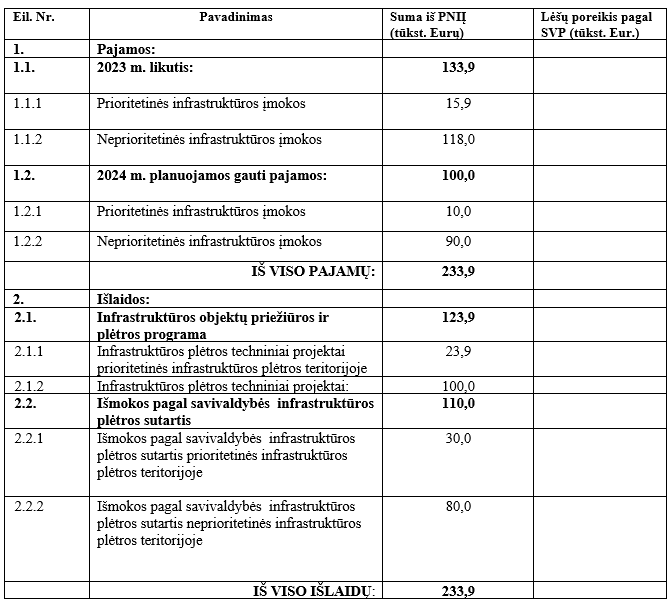 Eil. Nr. Pavadinimas Suma iš PNIĮ (tūkst. Eurų) Lėšų poreikis pagal SVP (tūkst. Eur.)
1. Pajamos:
1.1. 2023 m. likutis: 133,9
1.1.1 Prioritetinės infrastruktūros įmokos 15,9
1.1.2 Neprioritetinės infrastruktūros įmokos 118,0
1.2. 2024 m. planuojamos gauti pajamos: 100,0
1.2.1 Prioritetinės infrastruktūros įmokos 10,0
1.2.2 Neprioritetinės infrastruktūros įmokos 90,0
IŠ VISO PAJAMŲ: 233,9
2. Išlaidos:
2.1. Infrastruktūros objektų priežiūros ir 123,9
plėtros programa
2.1.1 Infrastruktūros plėtros techniniai projektai 23,9
prioritetinės infrastruktūros plėtros teritorijoje
2.1.2 Infrastruktūros plėtros techniniai projektai: 100,0
2.2. Išmokos pagal savivaldybės infrastruktūros 110,0
plėtros sutartis
2.2.1 Išmokos pagal savivaldybės infrastruktūros 30,0
plėtros sutartis prioritetinės infrastruktūros
plėtros teritorijoje
2.2.2 Išmokos pagal savivaldybės infrastruktūros 80,0
plėtros sutartis neprioritetinės infrastruktūros
plėtros teritorijoje
IŠ VISO IŠLAIDŲ: 233,9